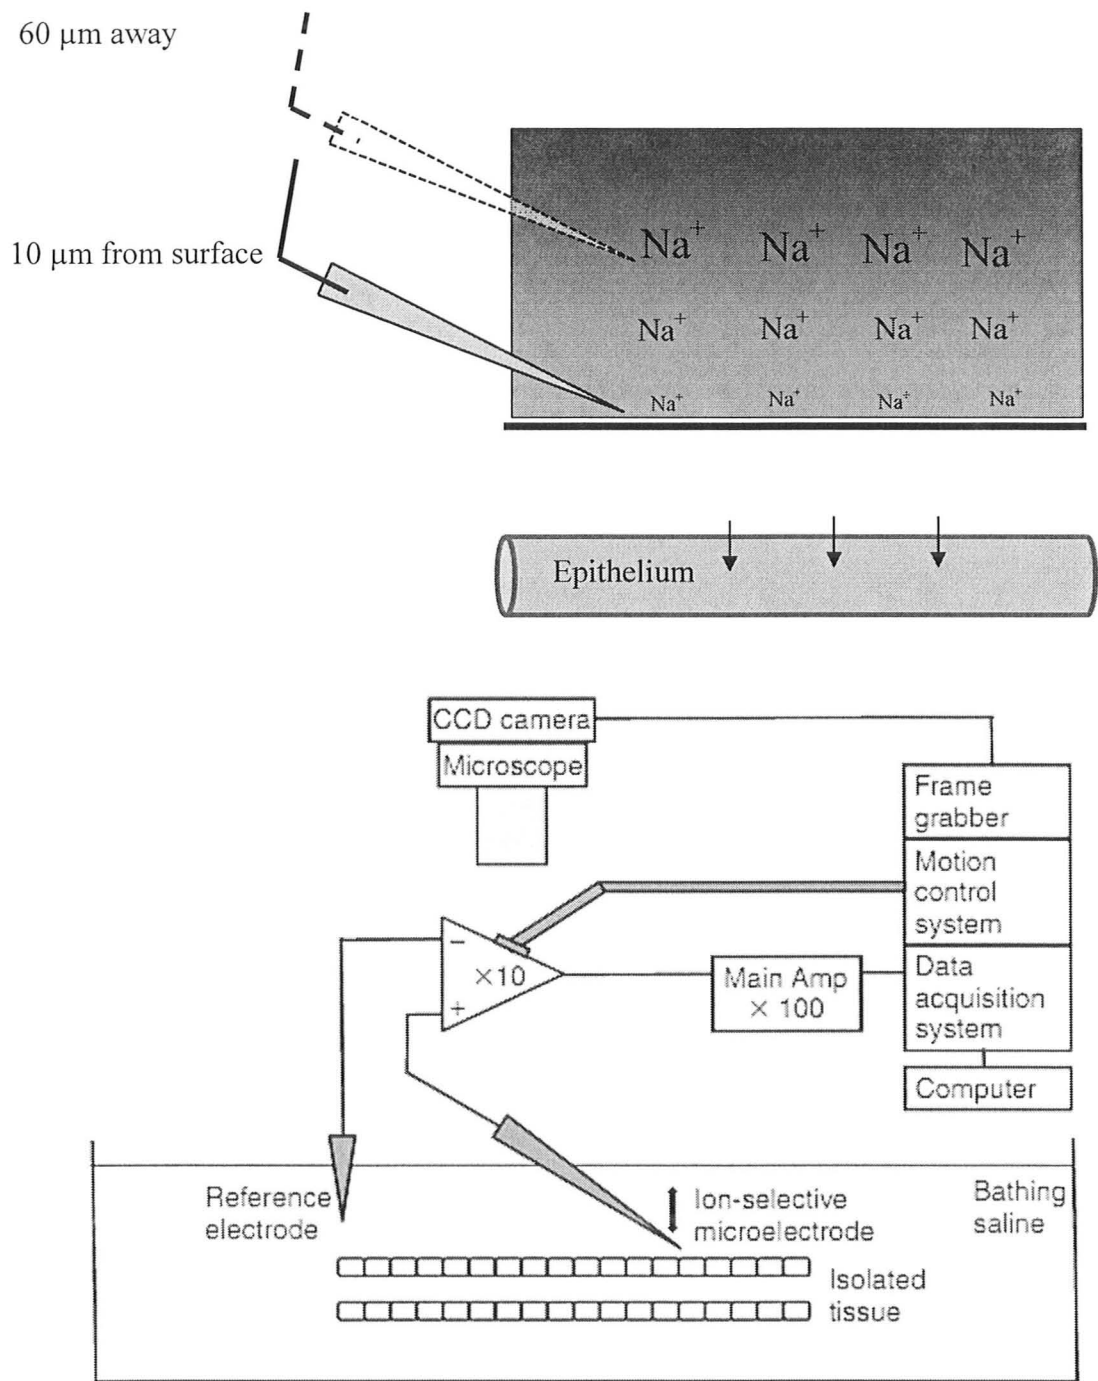 60 µm away
10 µm from surface
Na⁺ Na⁺ Na⁺ Na⁺
Na⁺ Na⁺ Na⁺ Na⁺
Na⁺ Na⁺ Na⁺ Na⁺
Epithelium
CCD camera
Microscope
Frame
grabber
Motion
control
system
−
×10
+
Main Amp
× 100
Data
acquisition
system
Computer
Reference
electrode
Ion-selective
microelectrode
Bathing
saline
Isolated
tissue